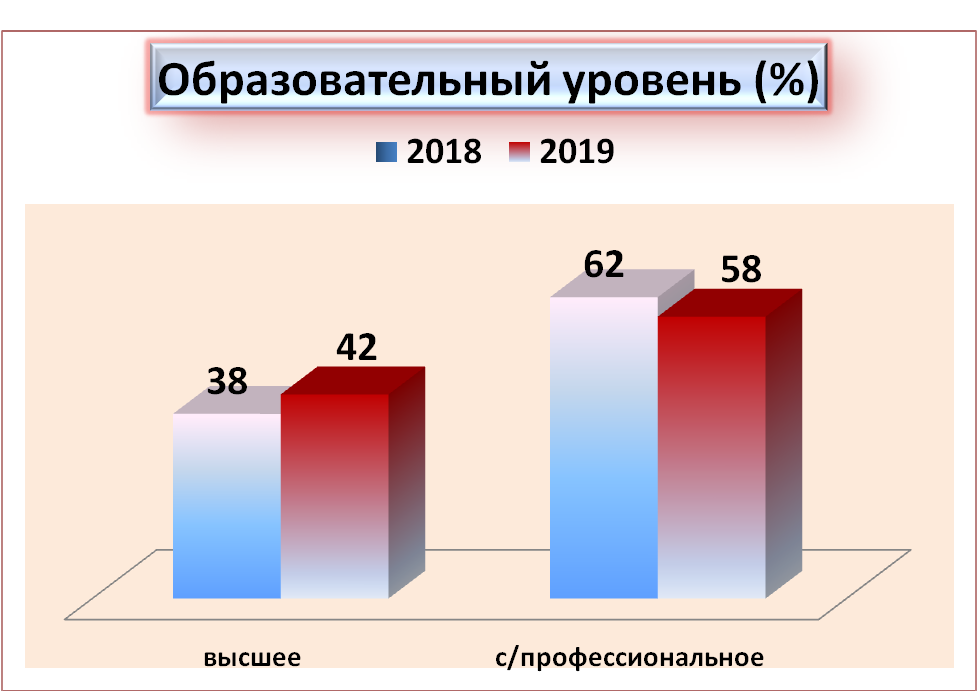 Образовательный уровень (%)
2018 2019
62 58
42
38
высшее с/профессиональное